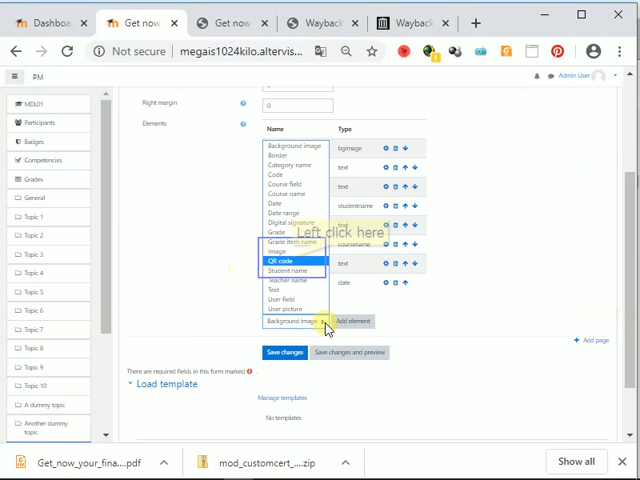 Dashboa
Get now
Get now
Wayback
Wayback
Not secure
megais1024kilo.altervis
PM
Admin User
MDL01
Participants
Badges
Competencies
Grades
General
Topic 1
Topic 2
Topic 3
Topic 4
Topic 5
Topic 6
Topic 7
Topic 8
Topic 9
Topic 10
A dummy topic
Another dummy
topic
Right margin
0
Elements
Name
Type
Background image
Border
Category name
Code
Course field
Course name
Date
Date range
Digital signature
Grade
Grade item name
Image
QR code
Student name
Teacher name
Text
User field
User picture
bgimage
text
text
studentname
text
coursename
text
date
Left click here
Background image
Add element
Save changes
Save changes and preview
Add page
There are required fields in this form marked
Load template
Manage templates
No templates
Get_now_your_fina....pdf
mod_customcert_....zip
Show all